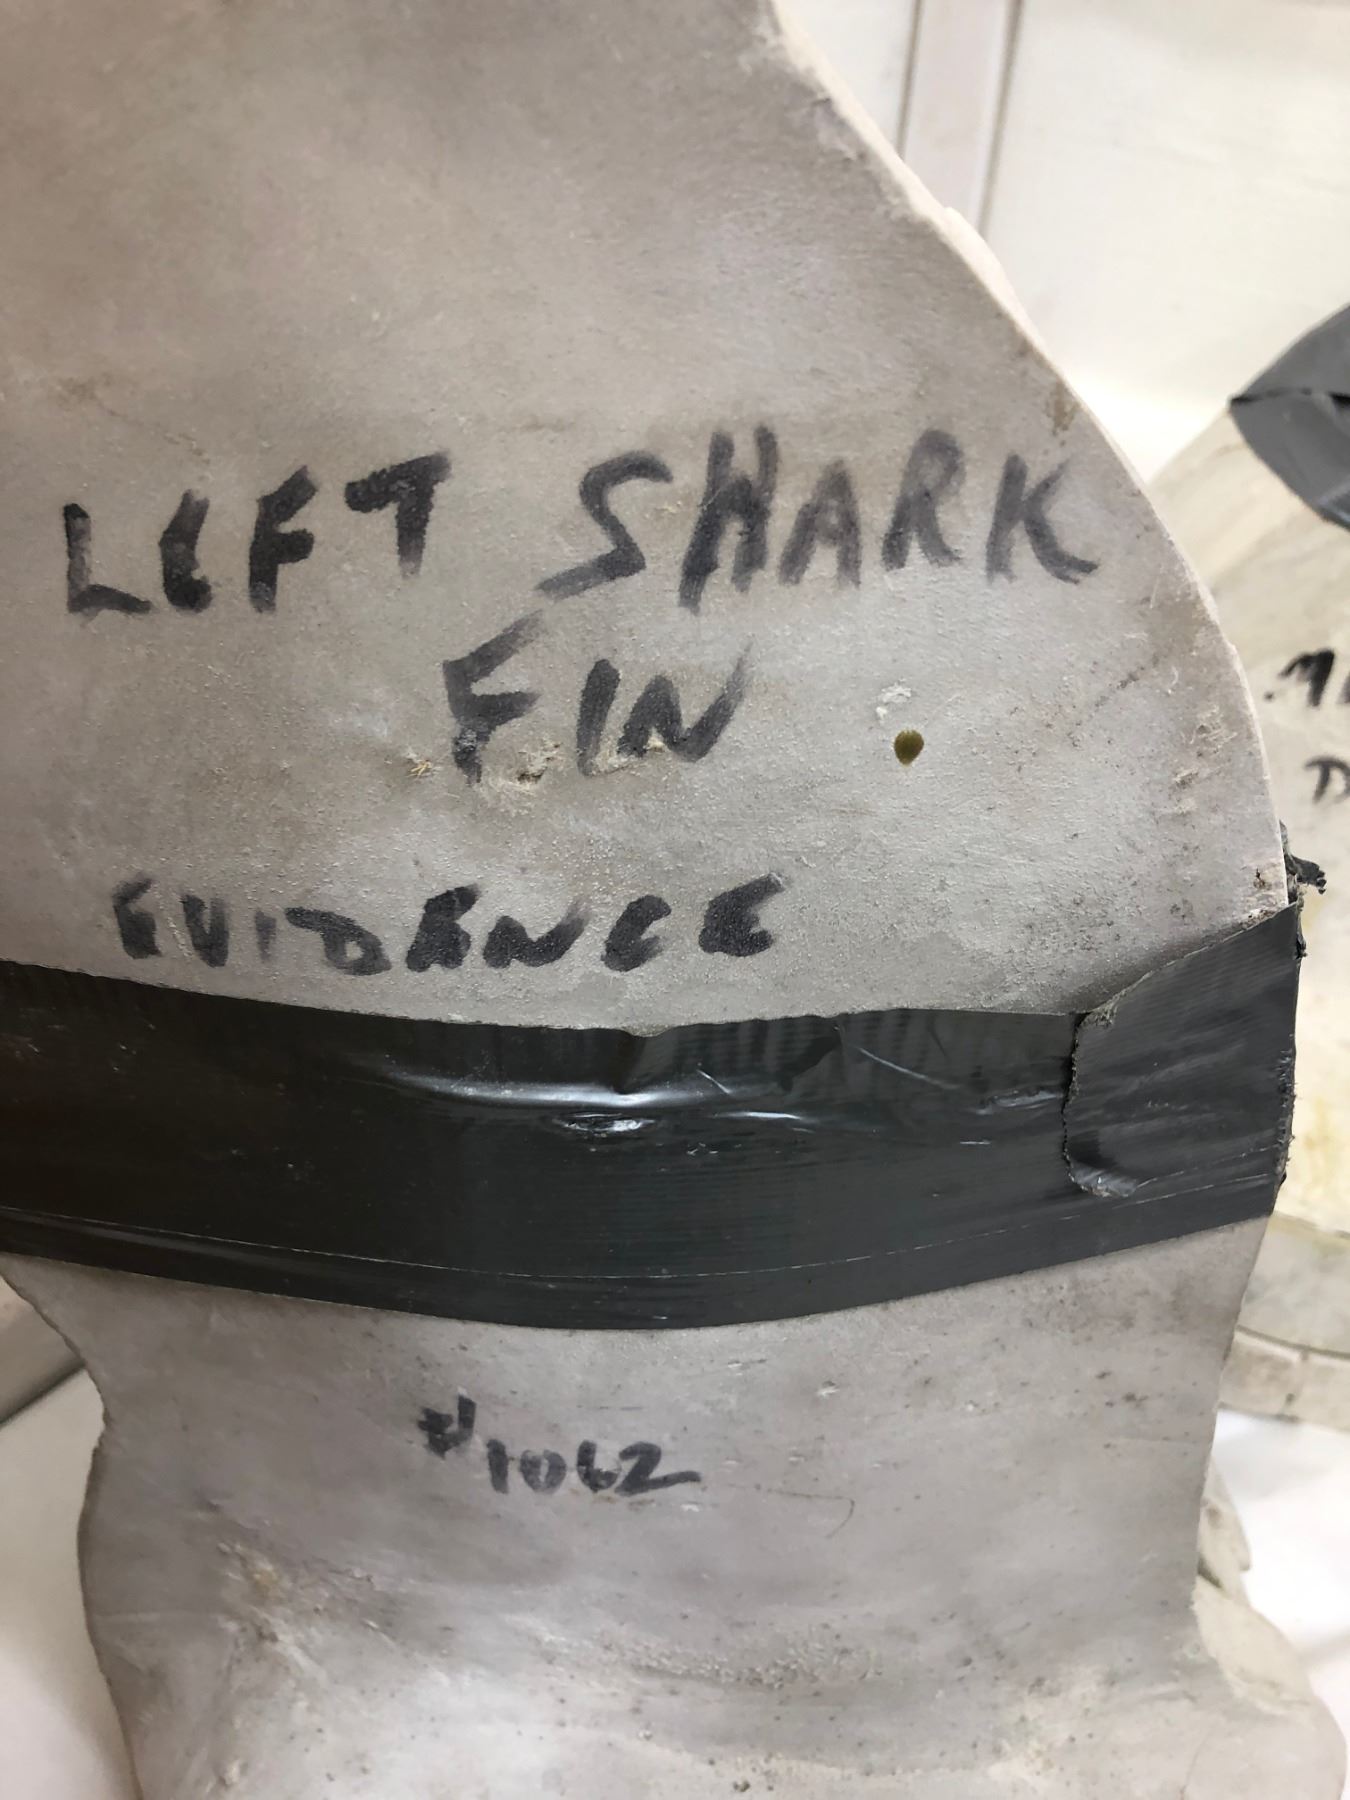 LEFT SHARK
FIN
EVIDENCE
#1062